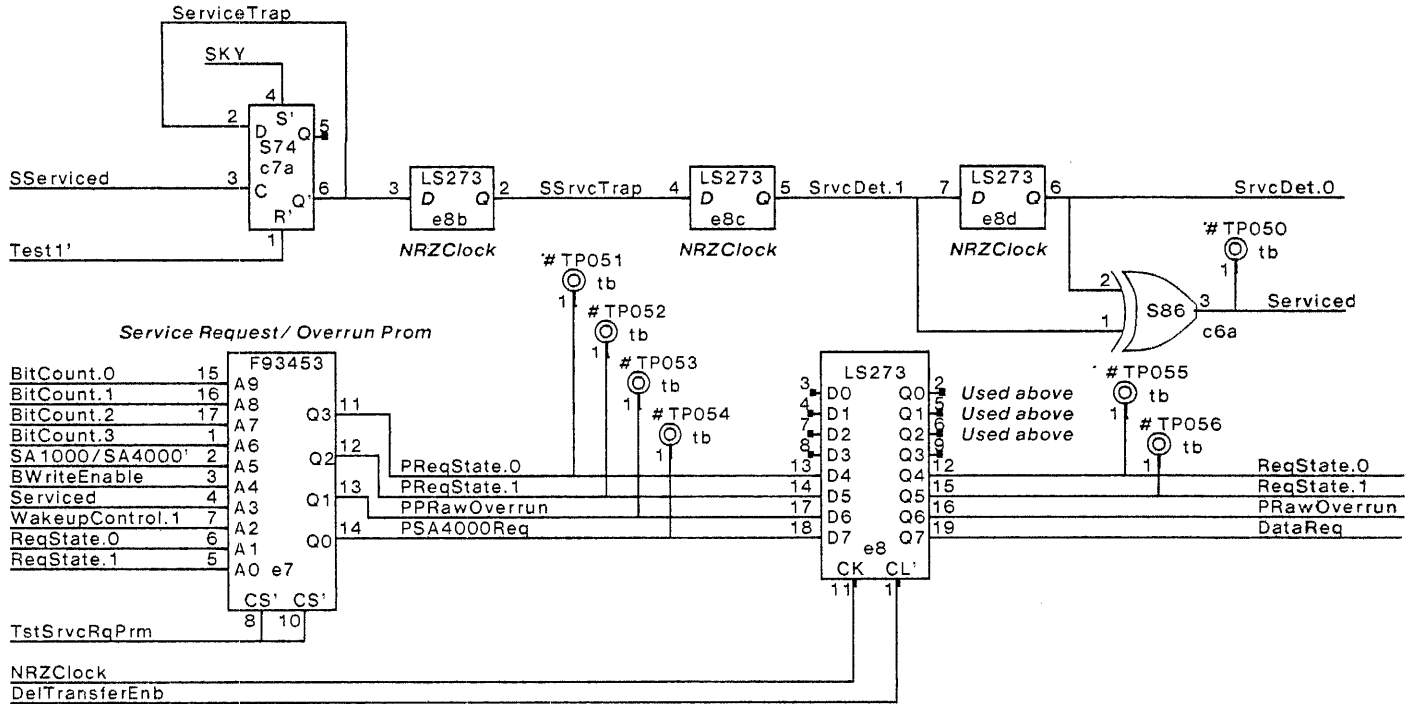 ServiceTrap
SKY
4
2 D S' Q 5
S74
c7a
SServiced 3 C Q' 6
R'
1
Test1'
3 LS273 2
D Q
e8b
NRZClock
SSrvcTrap
4 LS273 5
D Q
e8c
NRZClock
SrvcDet.1
7 LS273 6
D Q
e8d
NRZClock
SrvcDet.0
#TP050
tb
1
2
1
S86
3
c6a
Serviced
#TP051
tb
1
#TP052
tb
1
#TP053
tb
1
#TP054
tb
1
Service Request/Overrun Prom
F93453
BitCount.0 15 A9
BitCount.1 16 A8
BitCount.2 17 A7
BitCount.3 1 A6
SA1000/SA4000' 2 A5
BWriteEnable 3 A4
Serviced 4 A3
WakeupControl.1 7 A2
ReqState.0 6 A1
ReqState.1 5 A0
e7
Q3 11
Q2 12
Q1 13
Q0 14
CS' CS'
8 10
TstSrvcRqPrm
PReqState.0
PReqState.1
PPRawOverrun
PSA4000Req
LS273
3 D0 Q0 2 Used above
4 D1 Q1 5 Used above
7 D2 Q2 6 Used above
8 D3 Q3 9
13 D4 Q4 12
14 D5 Q5 15
17 D6 Q6 16
18 D7 Q7 19
e8
CK CL'
11 1
#TP055
tb
1
#TP056
tb
1
ReqState.0
ReqState.1
PRawOverrun
DataReq
NRZClock
DelTransferEnb